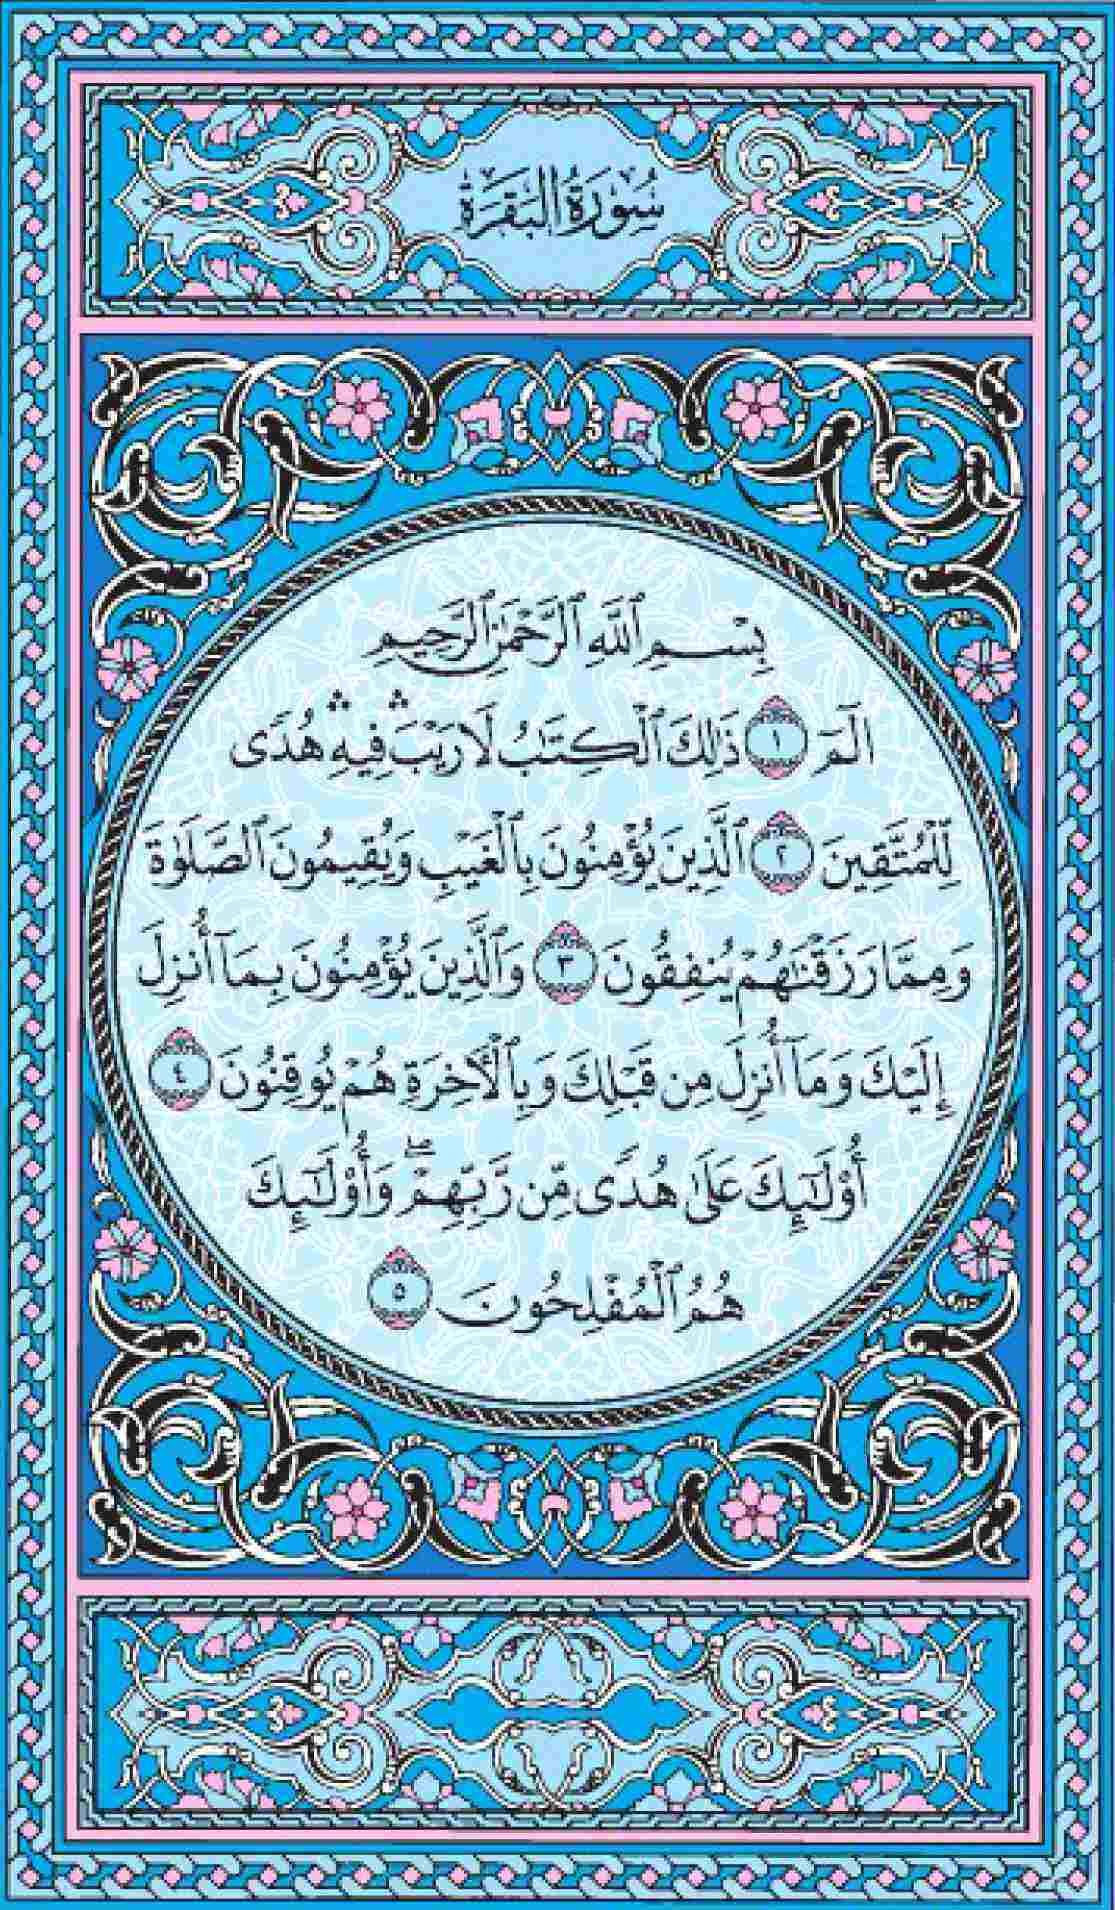 سُورَةُ البَقَرَةِ
بِسْمِ ٱللَّهِ ٱلرَّحْمَٰنِ ٱلرَّحِيمِ
الٓمٓ ١ ذَٰلِكَ ٱلْكِتَٰبُ لَا رَيْبَ ۛ فِيهِ ۛ هُدًى
لِّلْمُتَّقِينَ ٢ ٱلَّذِينَ يُؤْمِنُونَ بِٱلْغَيْبِ وَيُقِيمُونَ ٱلصَّلَوٰةَ
وَمِمَّا رَزَقْنَٰهُمْ يُنفِقُونَ ٣ وَٱلَّذِينَ يُؤْمِنُونَ بِمَآ أُنزِلَ
إِلَيْكَ وَمَآ أُنزِلَ مِن قَبْلِكَ وَبِٱلْأٓخِرَةِ هُمْ يُوقِنُونَ ٤
أُو۟لَٰٓئِكَ عَلَىٰ هُدًى مِّن رَّبِّهِمْ ۖ وَأُو۟لَٰٓئِكَ
هُمُ ٱلْمُفْلِحُونَ ٥